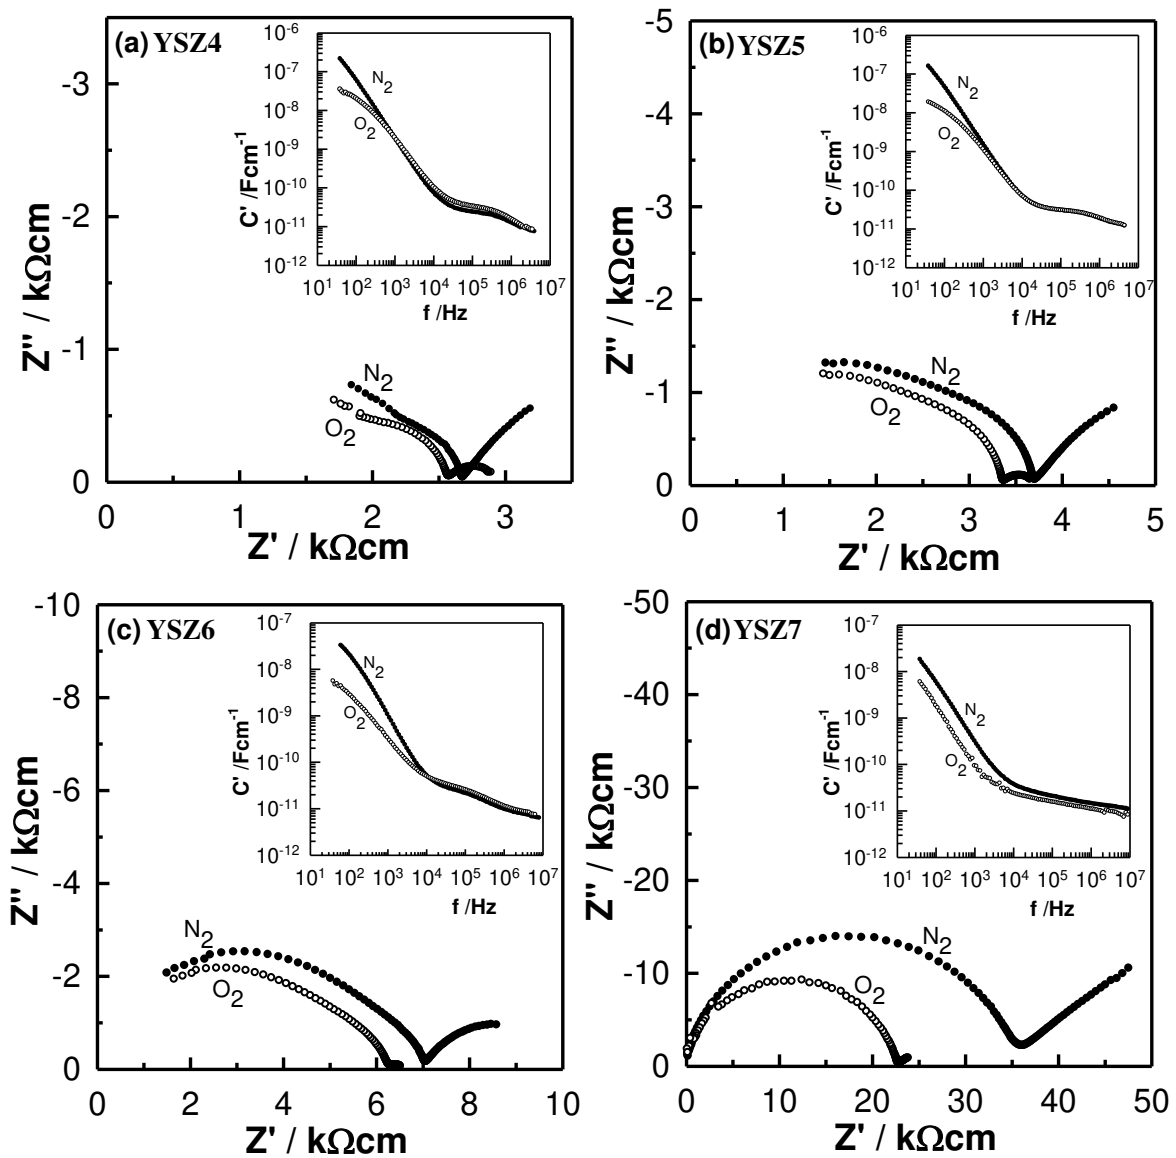 (a) YSZ4
Z'' / kΩcm
-3
-2
-1
0
0 1 2 3
Z' / kΩcm
N2
O2
C' /Fcm-1
10-6
10-7
10-8
10-9
10-10
10-11
10-12
101 102 103 104 105 106 107
f /Hz
N2
O2
(b) YSZ5
Z'' / kΩcm
-5
-4
-3
-2
-1
0
0 1 2 3 4 5
Z' / kΩcm
N2
O2
C' /Fcm-1
10-6
10-7
10-8
10-9
10-10
10-11
10-12
101 102 103 104 105 106 107
f /Hz
N2
O2
(c) YSZ6
Z'' / kΩcm
-10
-8
-6
-4
-2
0
0 2 4 6 8 10
Z' / kΩcm
N2
O2
C' /Fcm-1
10-7
10-8
10-9
10-10
10-11
10-12
101 102 103 104 105 106 107
f /Hz
N2
O2
(d) YSZ7
Z'' / kΩcm
-50
-40
-30
-20
-10
0
0 10 20 30 40 50
Z' / kΩcm
N2
O2
C' /Fcm-1
10-7
10-8
10-9
10-10
10-11
10-12
101 102 103 104 105 106 107
f /Hz
N2
O2